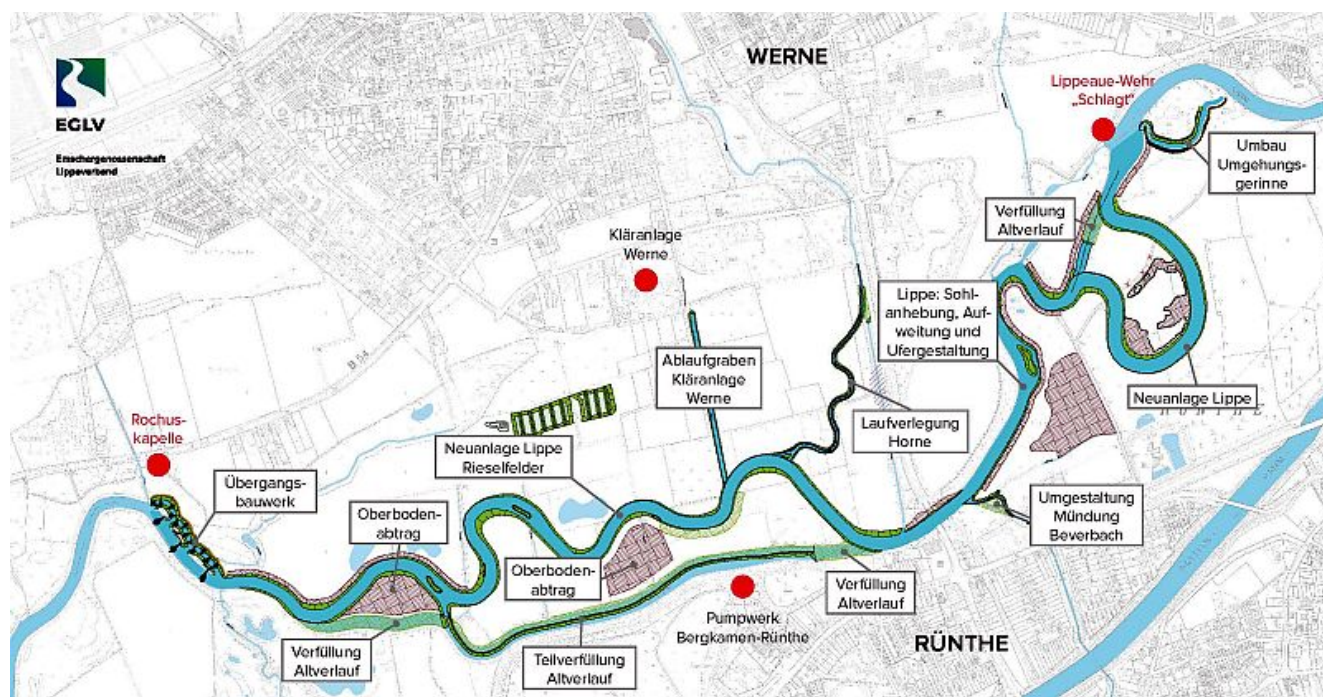 WERNE
EGLV
Emschergenossenschaft
Lippeverband
Lippeaue-Wehr
„Schlagt“
Umbau
Umgehungs-
gerinne
Verfüllung
Altverlauf
Kläranlage
Werne
Lippe: Sohl-
anhebung, Auf-
weitung und
Ufergestaltung
B 54
Ablaufgraben
Kläranlage
Werne
Neuanlage Lippe
Rochus-
kapelle
Neuanlage Lippe
Rieselfelder
Laufverlegung
Horne
Übergangs-
bauwerk
Oberboden-
abtrag
Umgestaltung
Mündung
Beverbach
Oberboden-
abtrag
Verfüllung
Altverlauf
Pumpwerk
Bergkamen-Rünthe
Verfüllung
Altverlauf
Teilverfüllung
Altverlauf
RÜNTHE